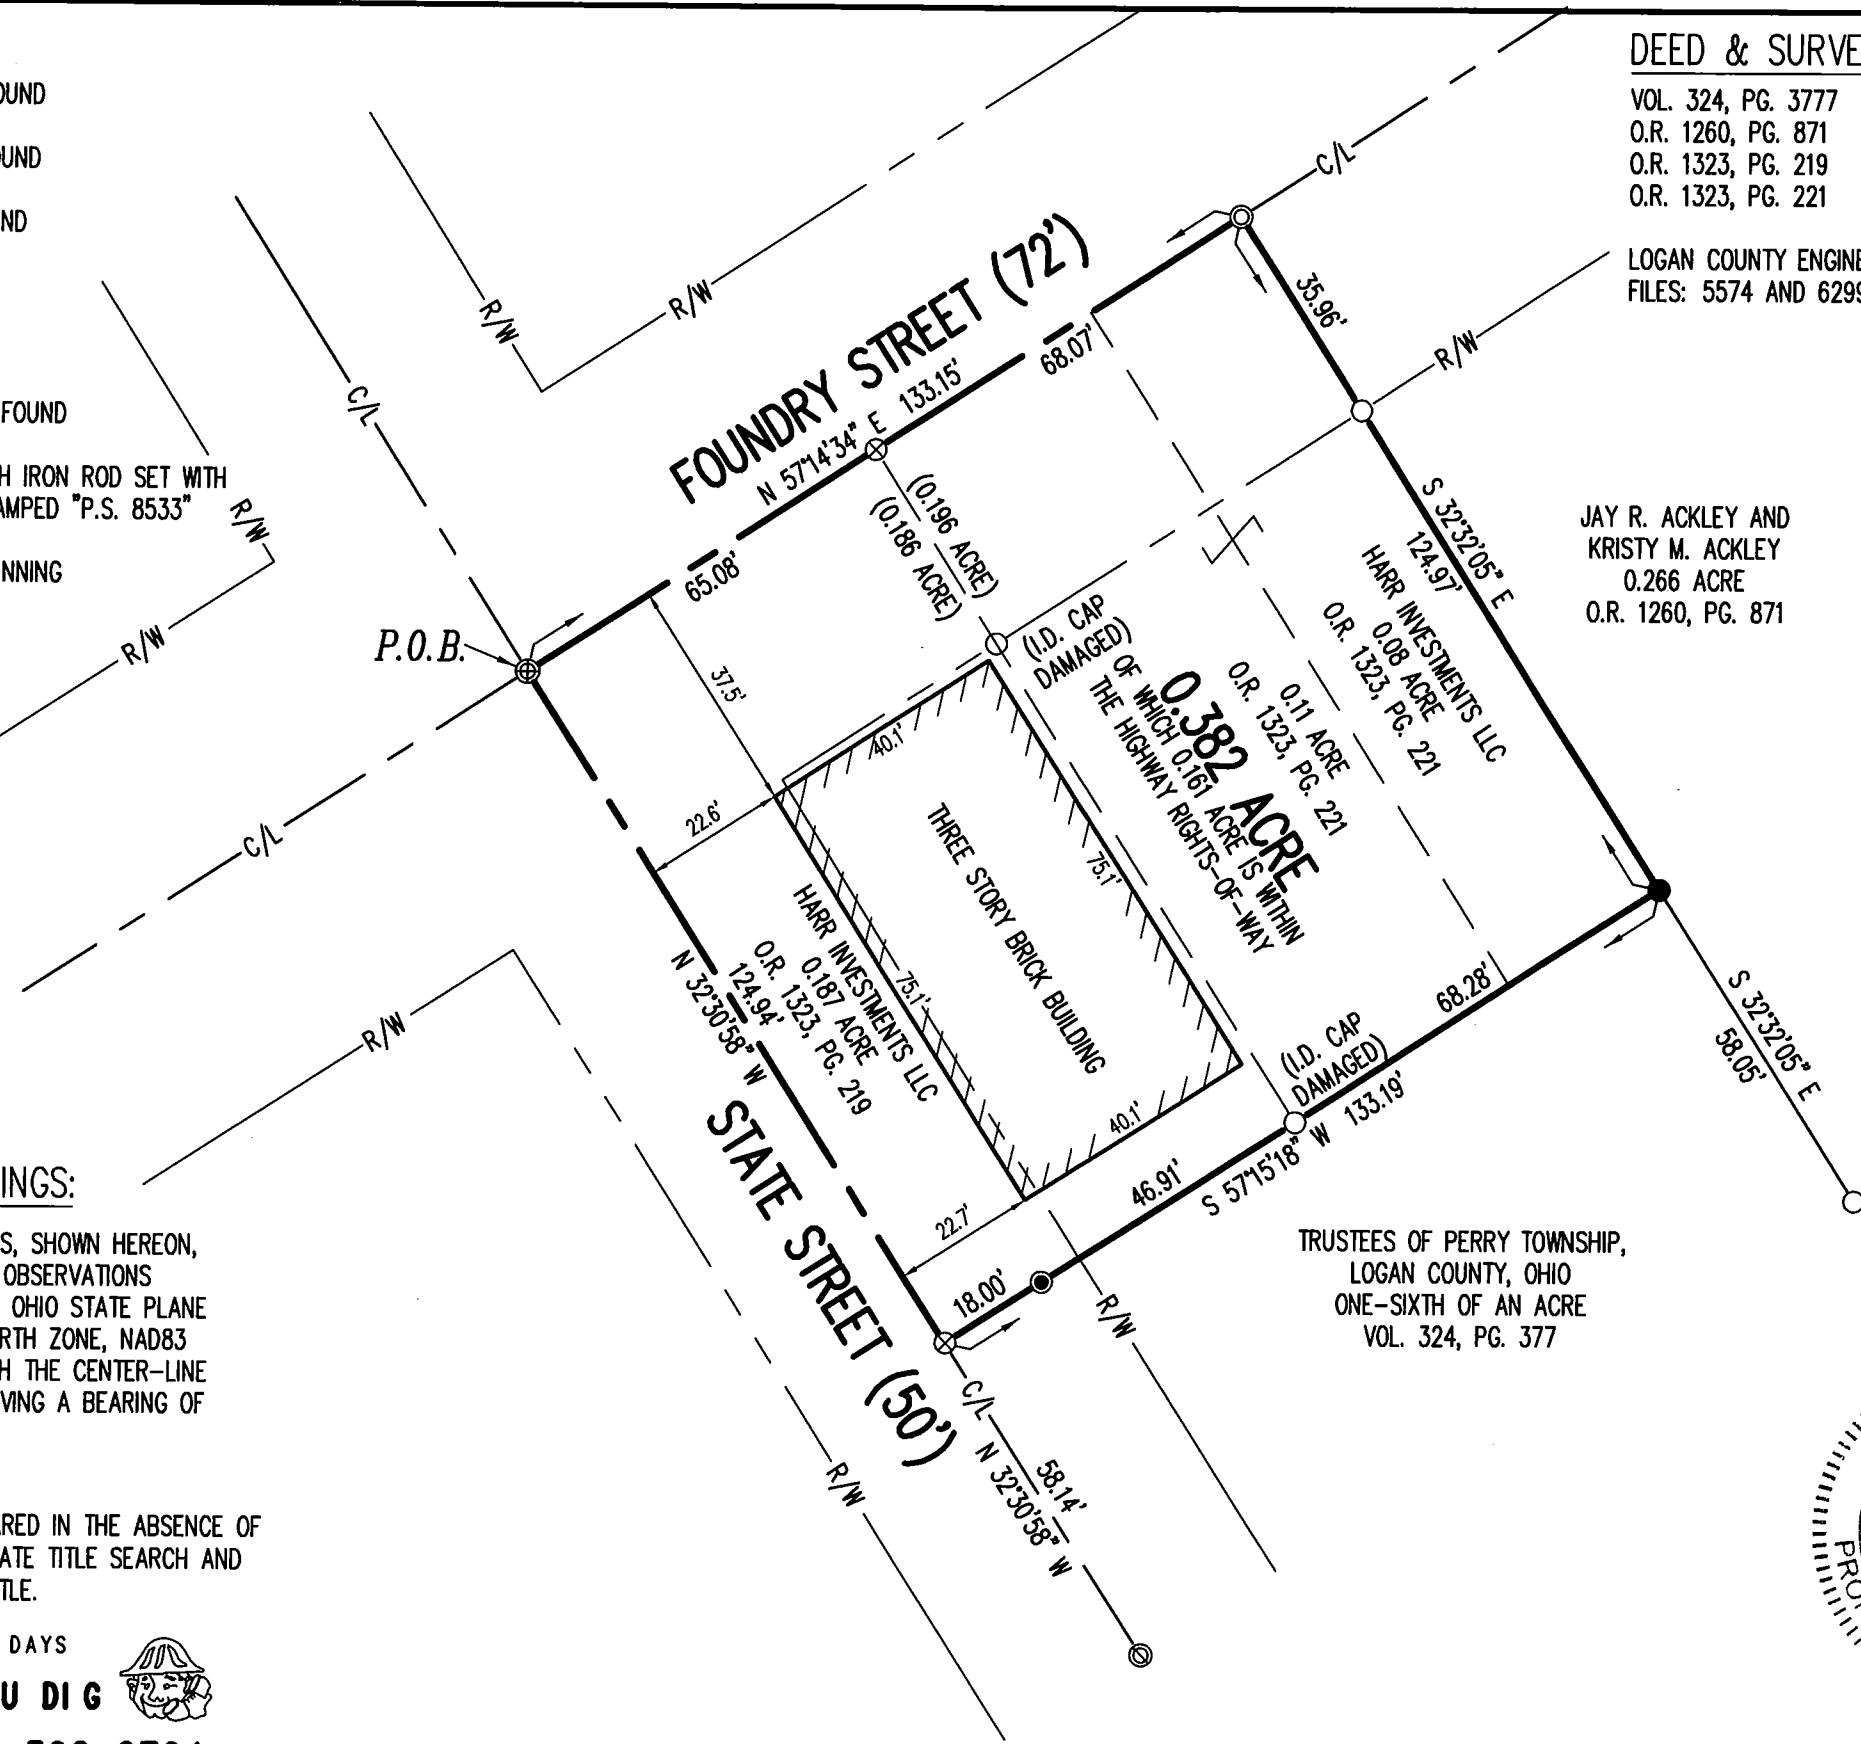 OUND
OUND
ND
FOUND
H IRON ROD SET WITH
AMPED "P.S. 8533"
NNING
DEED & SURVE
VOL. 324, PG. 3777
O.R. 1260, PG. 871
O.R. 1323, PG. 219
O.R. 1323, PG. 221
LOGAN COUNTY ENGINE
FILES: 5574 AND 6299
C/L
R/W
R/W
C/L
R/W
R/W
R/W
FOUNDRY STREET (72')
N 57°14'34" E 133.15'
68.07'
65.08'
35.96'
S 32°32'05" E
124.97'
HARR INVESTMENTS LLC
0.08 ACRE
O.R. 1323, PG. 221
JAY R. ACKLEY AND
KRISTY M. ACKLEY
0.266 ACRE
O.R. 1260, PG. 871
(0.196 ACRE)
(0.186 ACRE)
P.O.B.
(I.D. CAP
DAMAGED)
0.11 ACRE
O.R. 1323, PG. 221
0.382 ACRE
OF WHICH 0.161 ACRE IS WITHIN
THE HIGHWAY RIGHTS-OF-WAY
37.5'
40.1'
22.6'
C/L
75.1'
THREE STORY BRICK BUILDING
75.1'
HARR INVESTMENTS LLC
0.187 ACRE
O.R. 1323, PG. 219
124.94'
N 32°30'58" W
R/W
STATE STREET (50')
40.1'
22.7'
68.28'
(I.D. CAP
DAMAGED)
46.91'
S 57°15'18" W 133.19'
18.00'
S 32°32'05" E
58.05'
TRUSTEES OF PERRY TOWNSHIP,
LOGAN COUNTY, OHIO
ONE-SIXTH OF AN ACRE
VOL. 324, PG. 377
R/W
C/L
58.14'
N 32°30'58" W
R/W
INGS:
S, SHOWN HEREON,
OBSERVATIONS
OHIO STATE PLANE
RTH ZONE, NAD83
H THE CENTER-LINE
VING A BEARING OF
RED IN THE ABSENCE OF
ATE TITLE SEARCH AND
TLE.
DAYS
U DIG